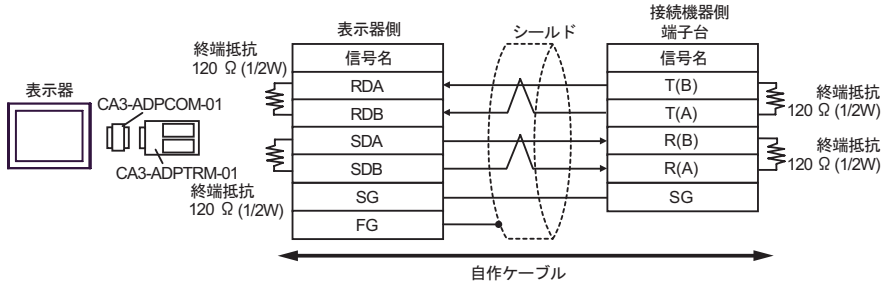 表示器
CA3-ADPCOM-01
CA3-ADPTRM-01
終端抵抗
120 Ω (1/2W)
終端抵抗
120 Ω (1/2W)
表示器側
信号名
RDA
RDB
SDA
SDB
SG
FG
シールド
接続機器側
端子台
信号名
T(B)
T(A)
R(B)
R(A)
SG
終端抵抗
120 Ω (1/2W)
終端抵抗
120 Ω (1/2W)
自作ケーブル